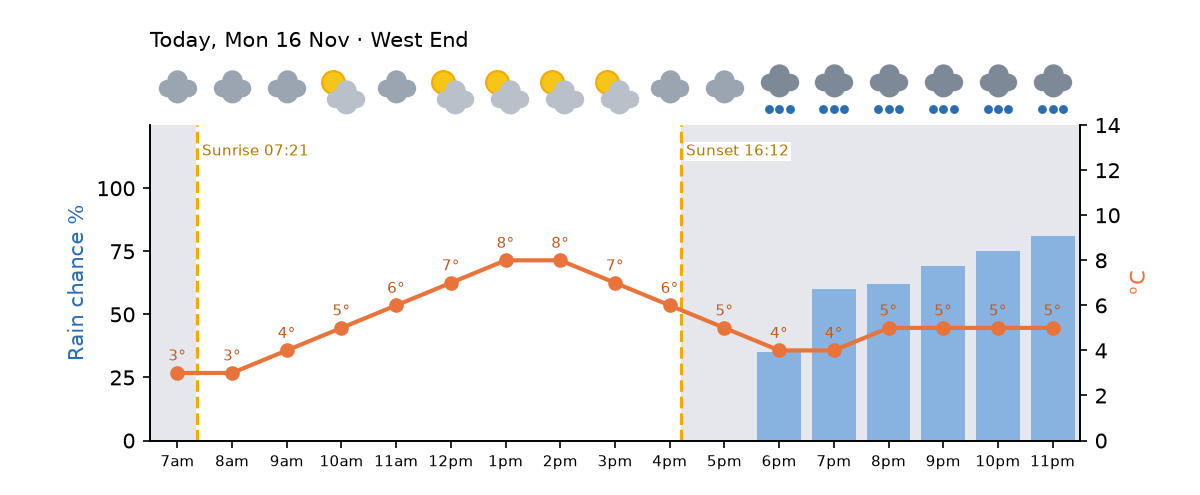 Today, Mon 16 Nov · West End
Sunrise 07:21
Sunset 16:12
Rain chance %
100
75
50
25
0
°C
14
12
10
8
6
4
2
0
3° 3° 4° 5° 6° 7° 8° 8° 7° 6° 5° 4° 4° 5° 5° 5° 5°
7am 8am 9am 10am 11am 12pm 1pm 2pm 3pm 4pm 5pm 6pm 7pm 8pm 9pm 10pm 11pm